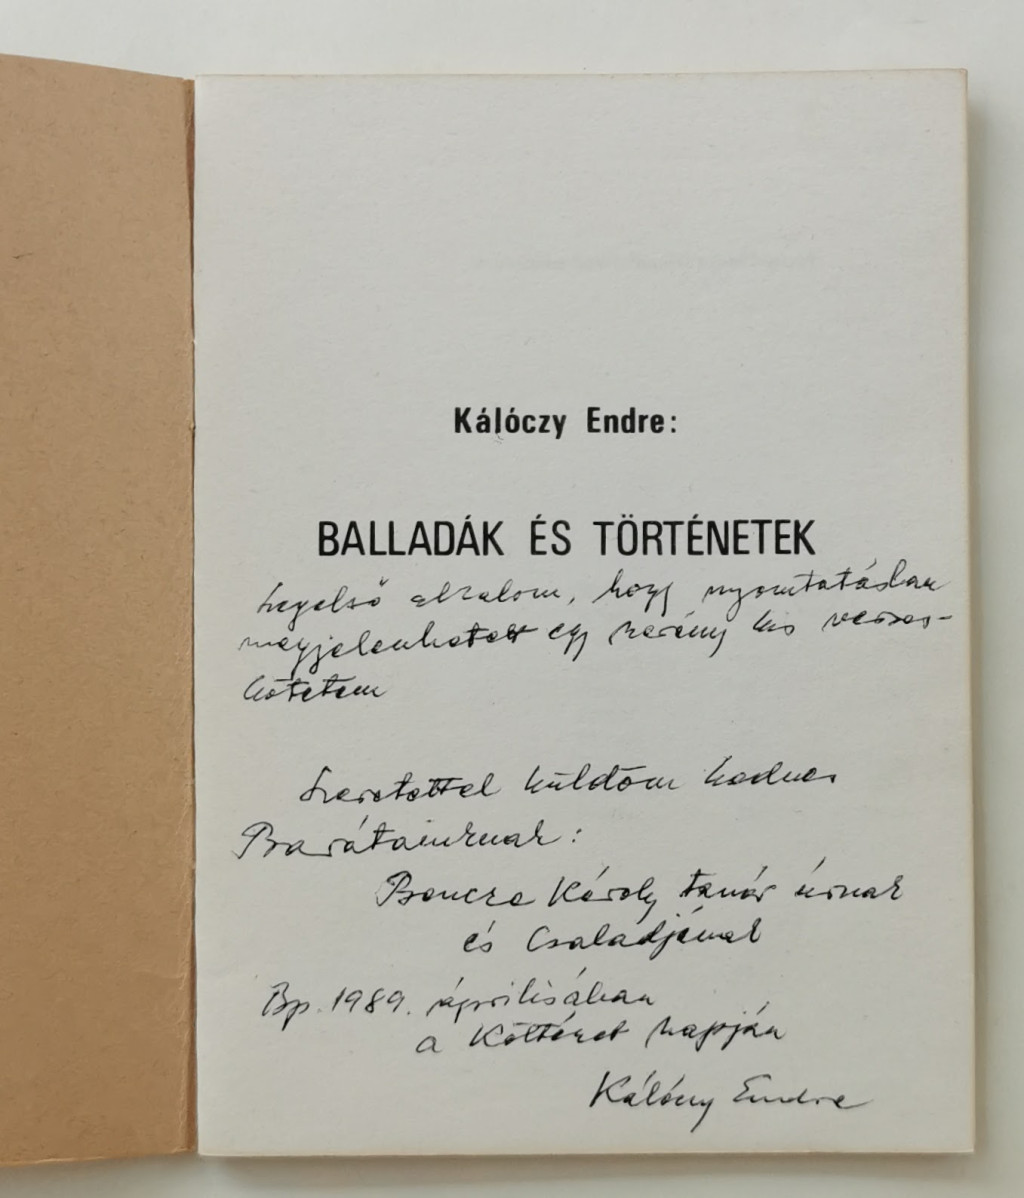 Kálóczy Endre:
BALLADÁK ÉS TÖRTÉNETEK
Legelső alkalom, hogy nyomtatásban
megjelenhetett egy szerény kis verses-
kötetem
Szeretettel küldöm kedves
Barátainknak:
Boncza Károly tanár úrnak
és Családjának
Bp. 1989. áprilisában
a Költészet napján
Kálóczy Endre